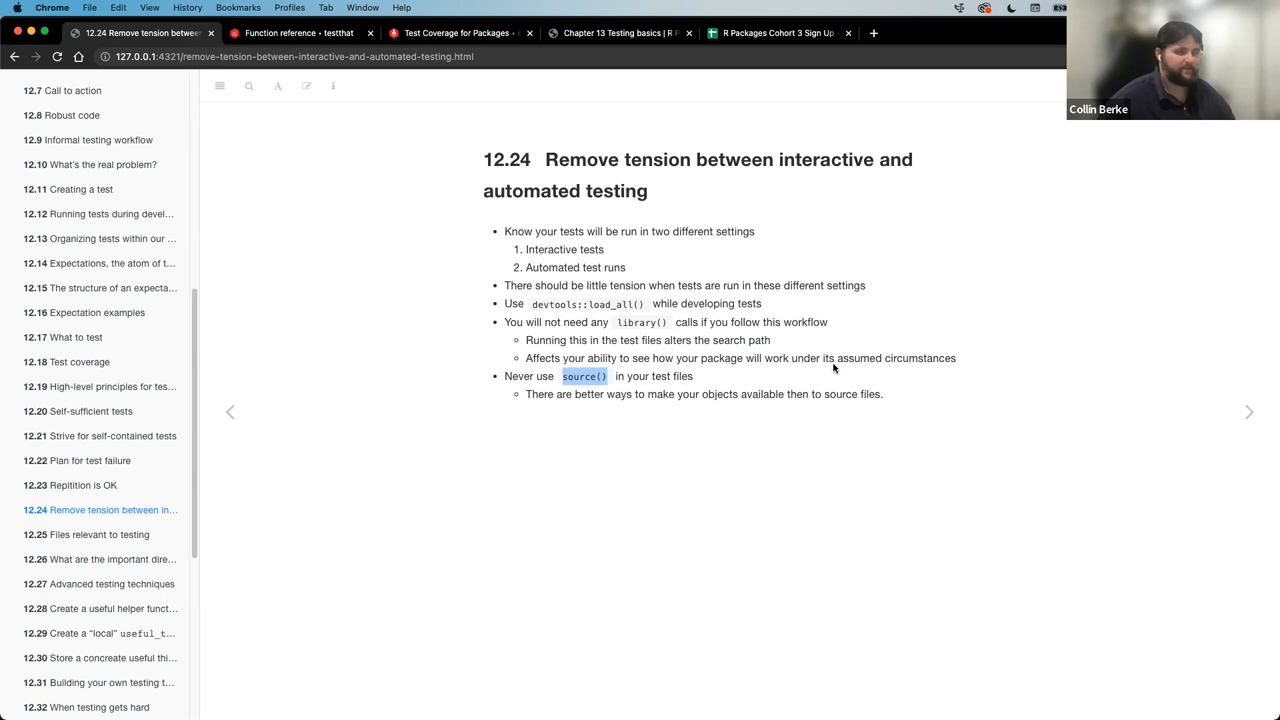 Chrome File Edit View History Bookmarks Profiles Tab Window Help
12.24 Remove tension betwee
Function reference • testthat
Test Coverage for Packages •
Chapter 13 Testing basics | R P
R Packages Cohort 3 Sign Up
127.0.0.1:4321/remove-tension-between-interactive-and-automated-testing.html
Collin Berke
12.7 Call to action
12.8 Robust code
12.9 Informal testing workflow
12.10 What's the real problem?
12.11 Creating a test
12.12 Running tests during devel...
12.13 Organizing tests within our ...
12.14 Expectations, the atom of t...
12.15 The structure of an expecta...
12.16 Expectation examples
12.17 What to test
12.18 Test coverage
12.19 High-level principles for tes...
12.20 Self-sufficient tests
12.21 Strive for self-contained tests
12.22 Plan for test failure
12.23 Repitition is OK
12.24 Remove tension between in...
12.25 Files relevant to testing
12.26 What are the important dire...
12.27 Advanced testing techniques
12.28 Create a useful helper funct...
12.29 Create a “local” useful_t...
12.30 Store a concreate useful thi...
12.31 Building your own testing t...
12.32 When testing gets hard
12.24 Remove tension between interactive and
automated testing
• Know your tests will be run in two different settings
1. Interactive tests
2. Automated test runs
• There should be little tension when tests are run in these different settings
• Use devtools::load_all() while developing tests
• You will not need any library() calls if you follow this workflow
Running this in the test files alters the search path
Affects your ability to see how your package will work under its assumed circumstances
• Never use source() in your test files
There are better ways to make your objects available then to source files.